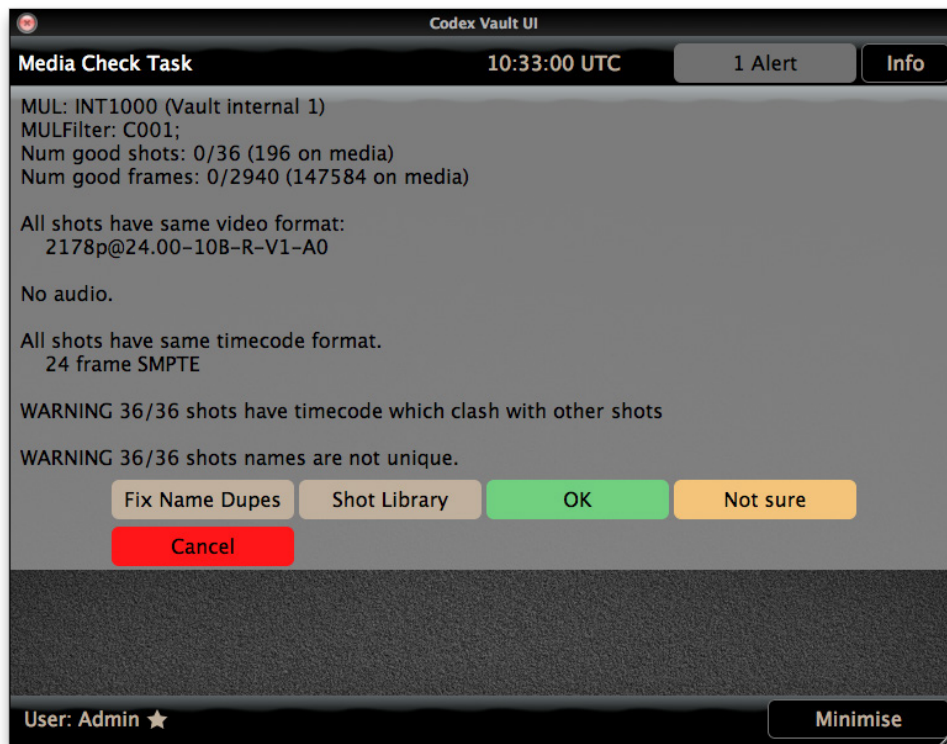 Codex Vault UI
Media Check Task 10:33:00 UTC 1 Alert Info
MUL: INT1000 (Vault internal 1)
MULFilter: C001;
Num good shots: 0/36 (196 on media)
Num good frames: 0/2940 (147584 on media)
All shots have same video format:
2178p@24.00-10B-R-V1-A0
No audio.
All shots have same timecode format.
24 frame SMPTE
WARNING 36/36 shots have timecode which clash with other shots
WARNING 36/36 shots names are not unique.
Fix Name Dupes Shot Library OK Not sure
Cancel
User: Admin ★ Minimise